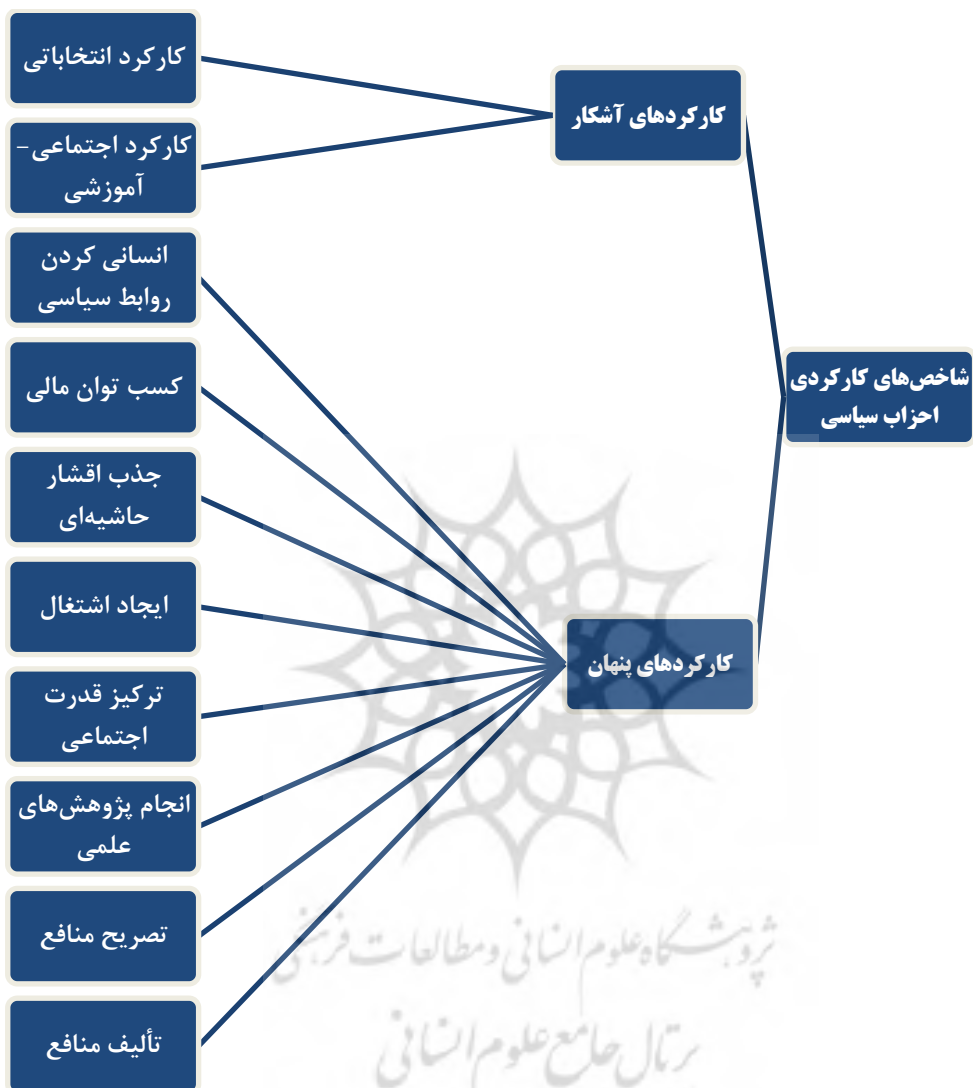 شاخص‌های کارکردی
احزاب سیاسی
کارکردهای آشکار
کارکرد انتخاباتی
کارکرد اجتماعی-
آموزشی
کارکردهای پنهان
انسانی کردن
روابط سیاسی
کسب توان مالی
جذب اقشار
حاشیه‌ای
ایجاد اشتغال
ترکیز قدرت
اجتماعی
انجام پژوهش‌های
علمی
تصریح منافع
تألیف منافع
پژوهشگاه علوم انسانی و مطالعات فرهنگی
پرتال جامع علوم انسانی